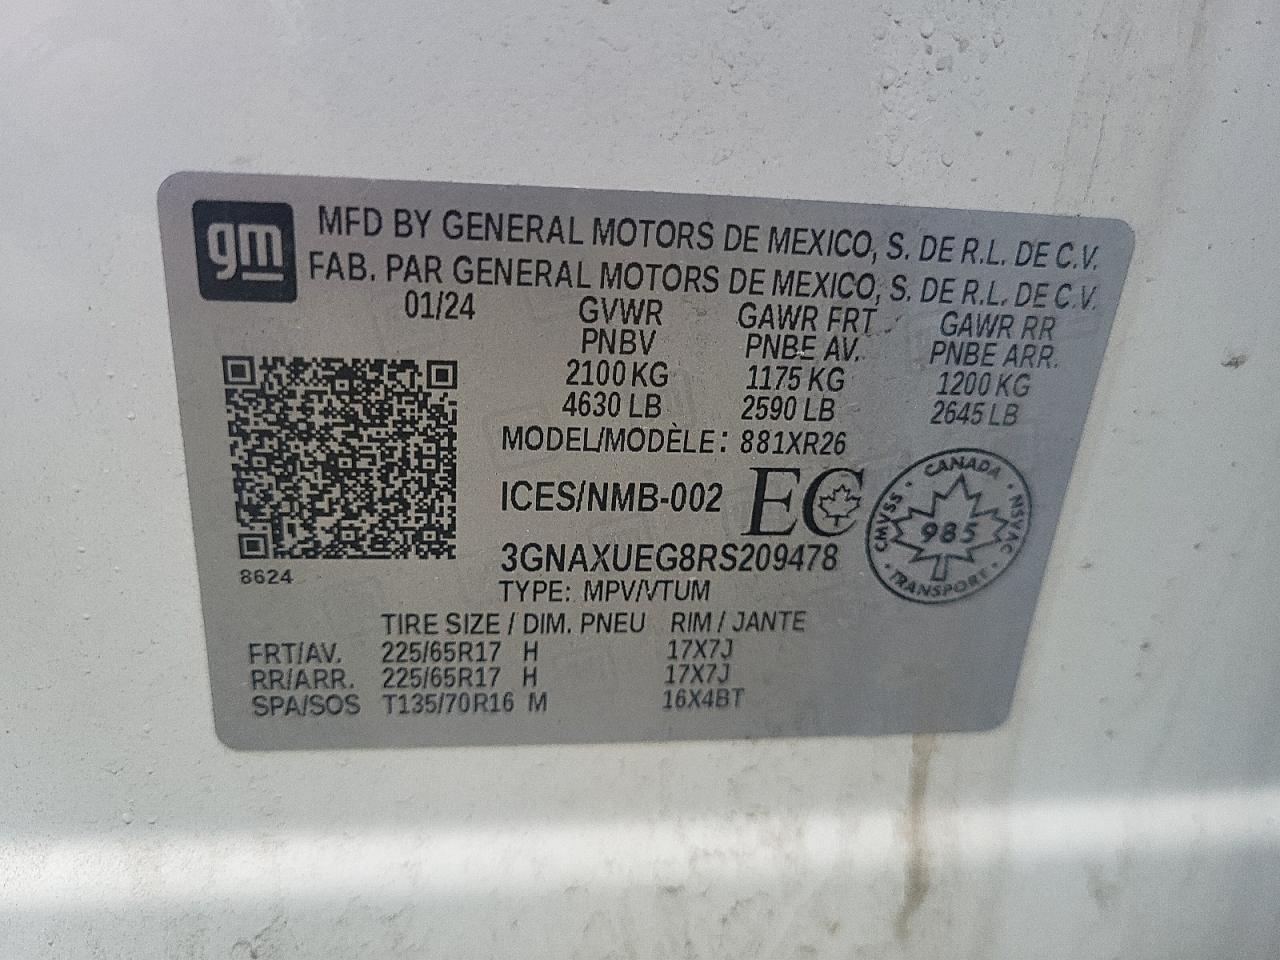 gm
MFD BY GENERAL MOTORS DE MEXICO, S. DE R.L. DE C.V.
FAB. PAR GENERAL MOTORS DE MEXICO, S. DE R.L. DE C.V.
01/24 GVWR GAWR FRT GAWR RR
PNBV PNBE AV. PNBE ARR.
2100 KG 1175 KG 1200 KG
4630 LB 2590 LB 2645 LB
MODEL/MODÈLE: 881XR26
ICES/NMB-002 EC
CANADA
CMVSS NSVAC
985
TRANSPORT
3GNAXUEG8RS209478
8624
TYPE: MPV/VTUM
TIRE SIZE / DIM. PNEU RIM / JANTE
FRT/AV. 225/65R17 H 17X7J
RR/ARR. 225/65R17 H 17X7J
SPA/SOS T135/70R16 M 16X4BT